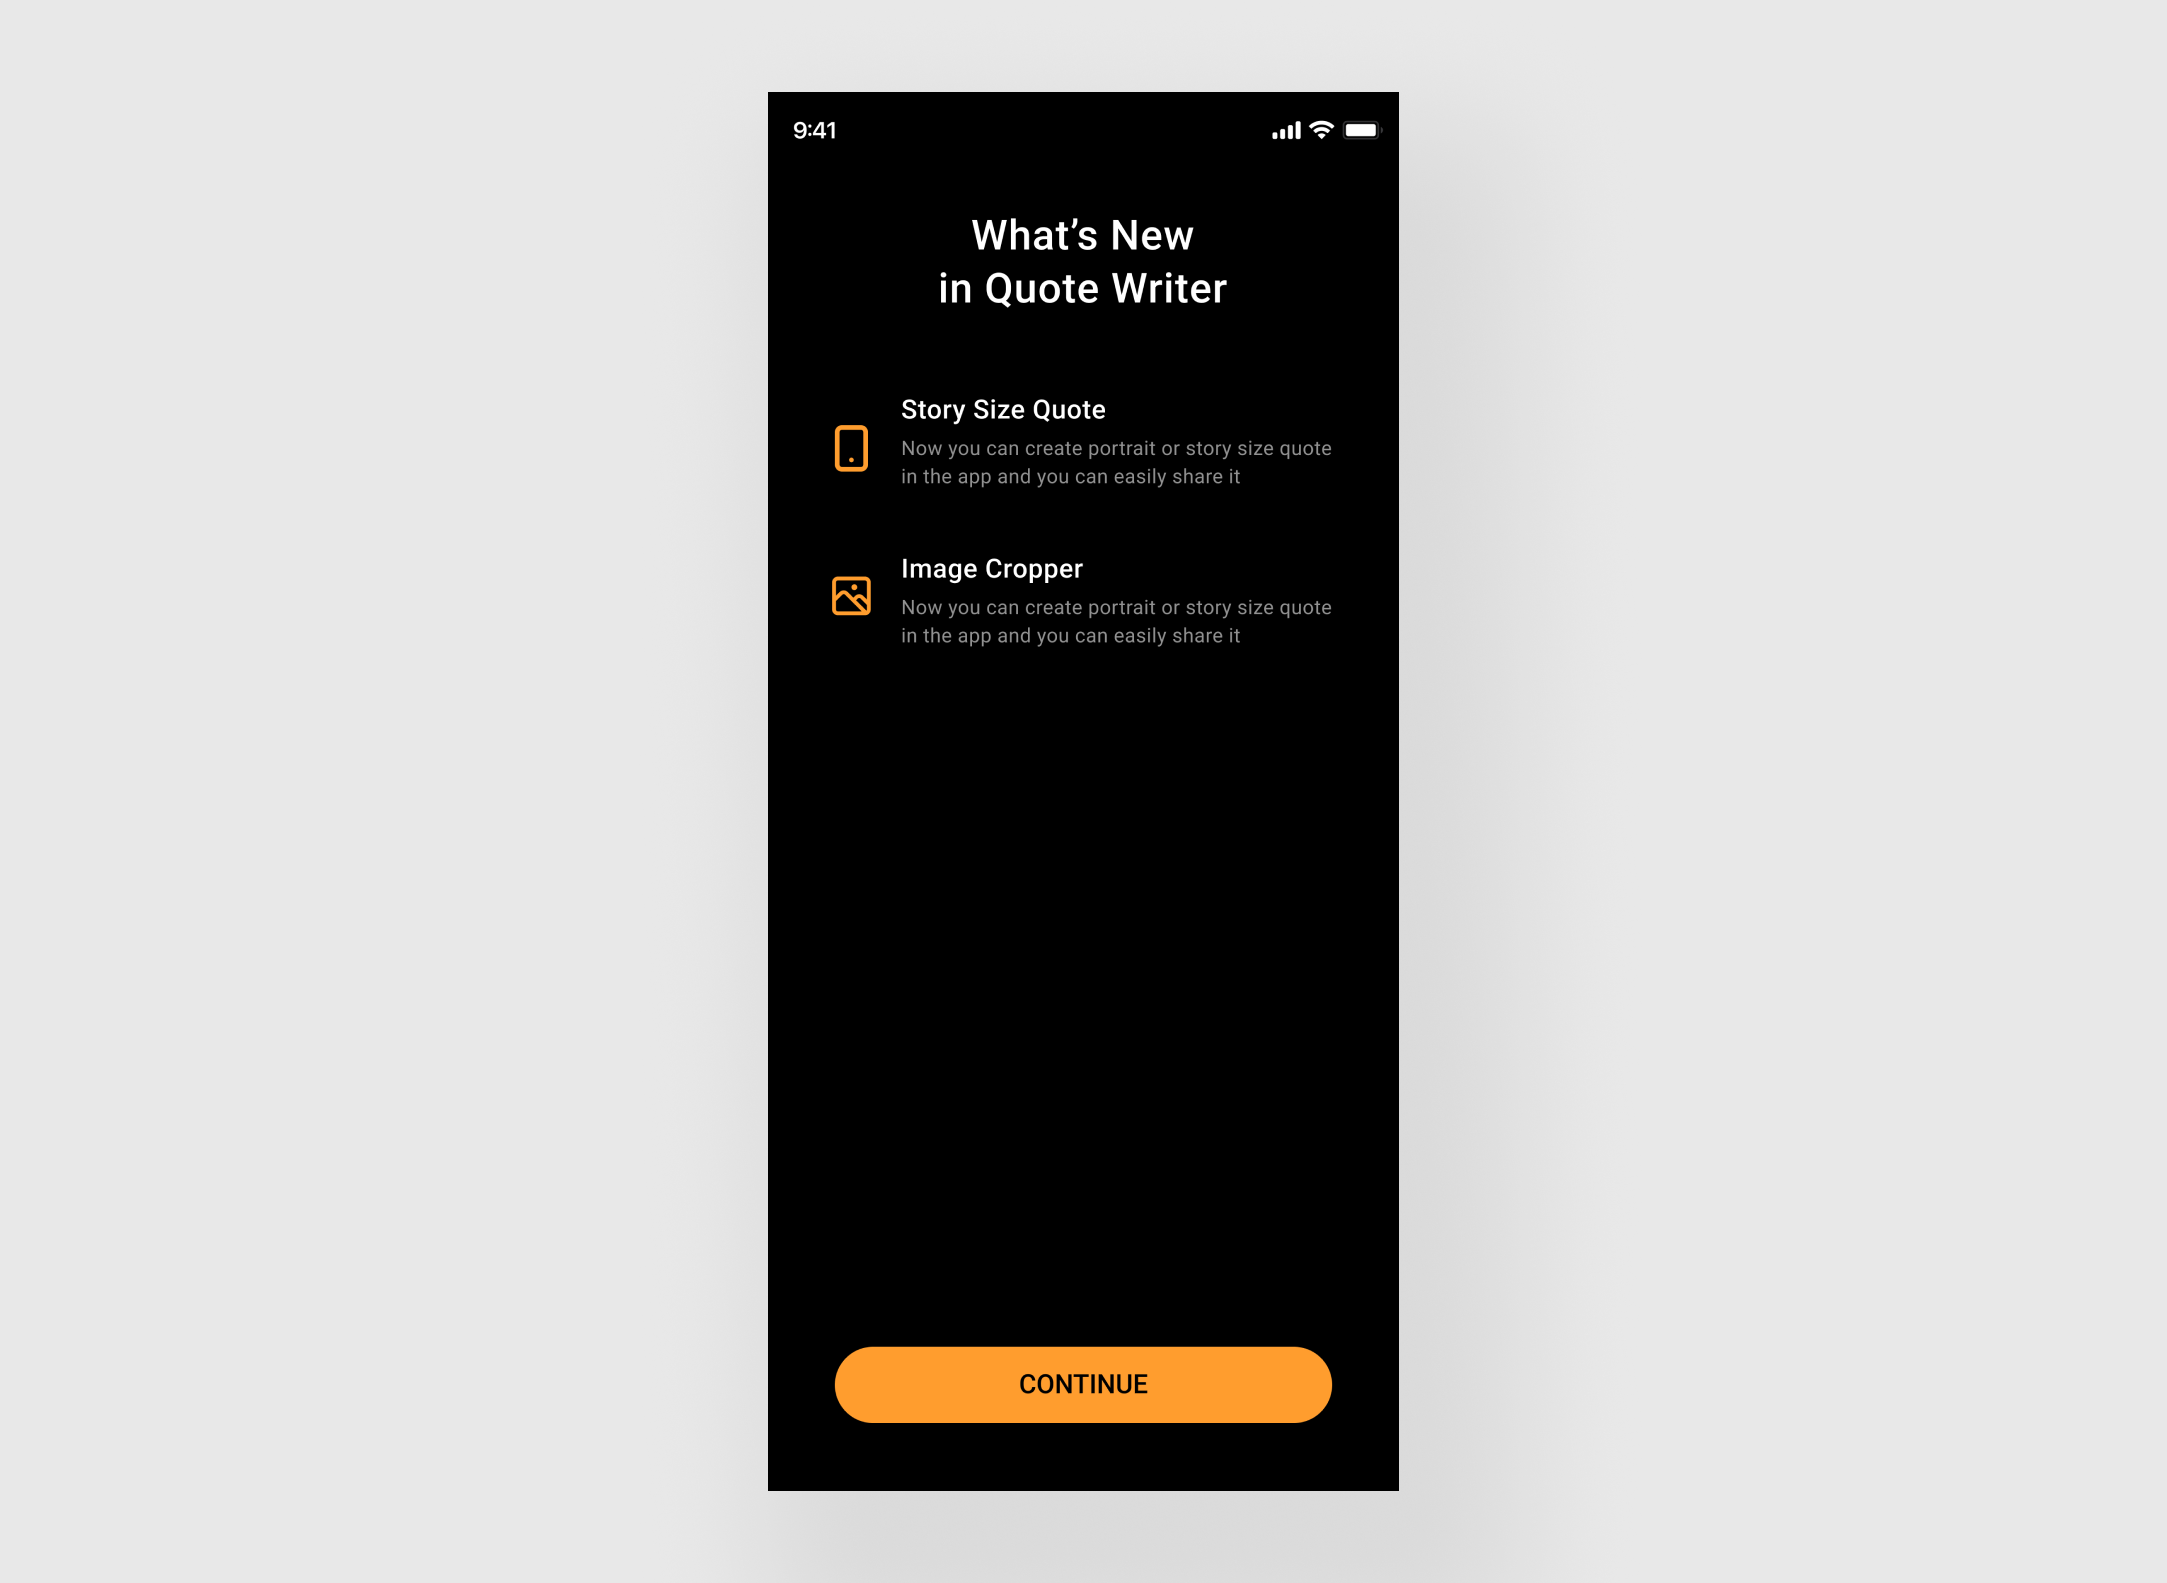 9:41
What’s New
in Quote Writer
Story Size Quote
Now you can create portrait or story size quote
in the app and you can easily share it
Image Cropper
Now you can create portrait or story size quote
in the app and you can easily share it
CONTINUE